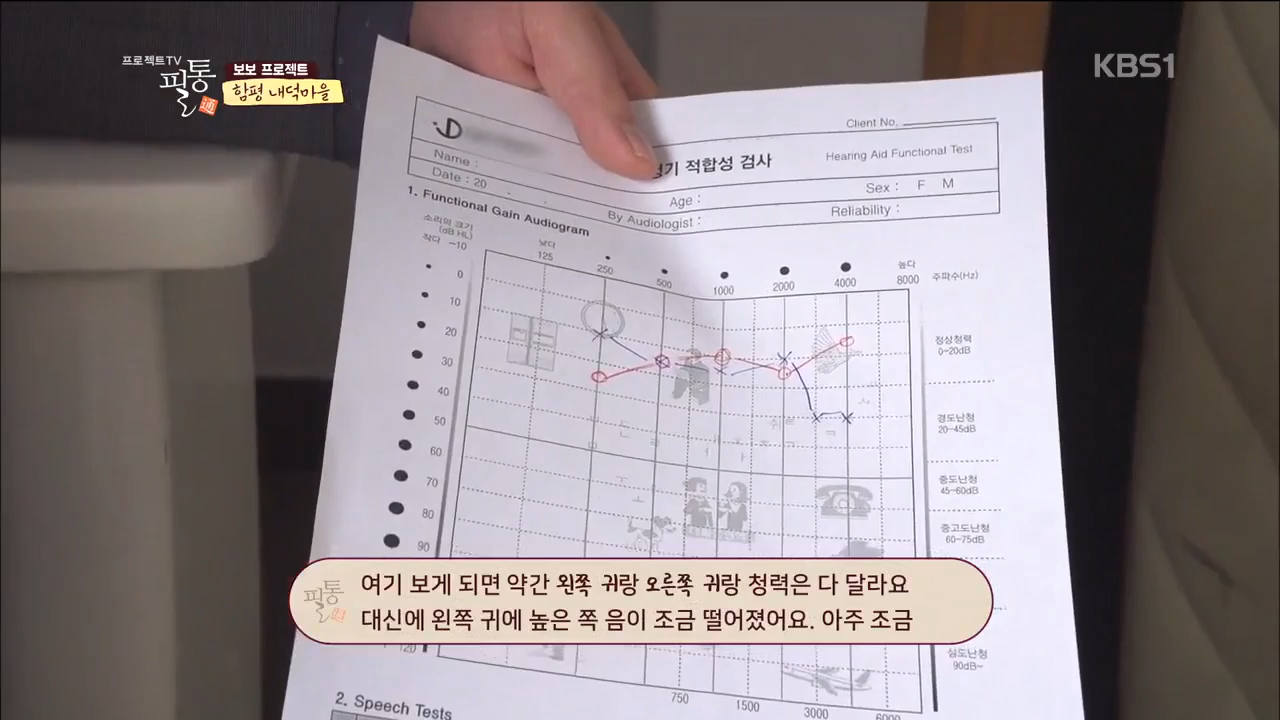 프로젝트TV
필통
通
보보 프로젝트
함평 내덕마을
KBS1
Client No.
청기 적합성 검사
Hearing Aid Functional Test
Name :
Age :
Sex : F M
Date : 20 . .
By Audiologist :
Reliability :
1. Functional Gain Audiogram
소리의 크기
(dB HL)
작다 -10
낮다
높다
125 250 500 1000 2000 4000 8000 주파수(Hz)
0
10
20
30
40
50
60
70
80
90
120
정상청력
0~20dB
경도난청
20~45dB
중도난청
45~60dB
중고도난청
60~75dB
심도난청
90dB~
필통
여기 보게 되면 약간 왼쪽 귀랑 오른쪽 귀랑 청력은 다 달라요
대신에 왼쪽 귀에 높은 쪽 음이 조금 떨어졌어요. 아주 조금
750 1500 3000 6000
2. Speech Tests